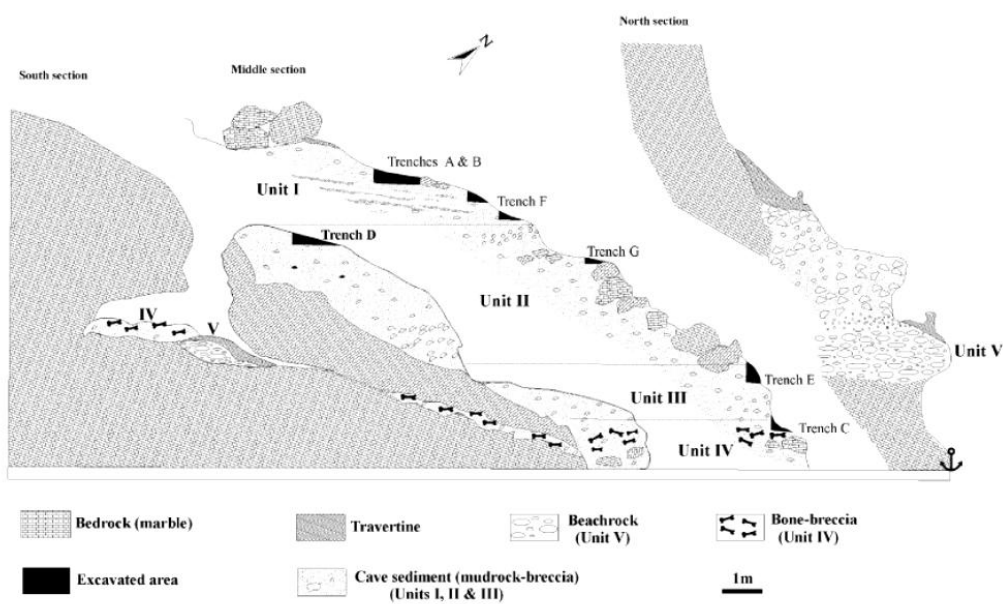 North section
South section
Middle section
N
Trenches A & B
Unit I
Trench F
Trench D
Trench G
Unit II
IV
V
Unit V
Trench E
Unit III
Trench C
Unit IV
Bedrock (marble)
Travertine
Beachrock
(Unit V)
Bone-breccia
(Unit IV)
Excavated area
Cave sediment (mudrock-breccia)
(Units I, II & III)
1m